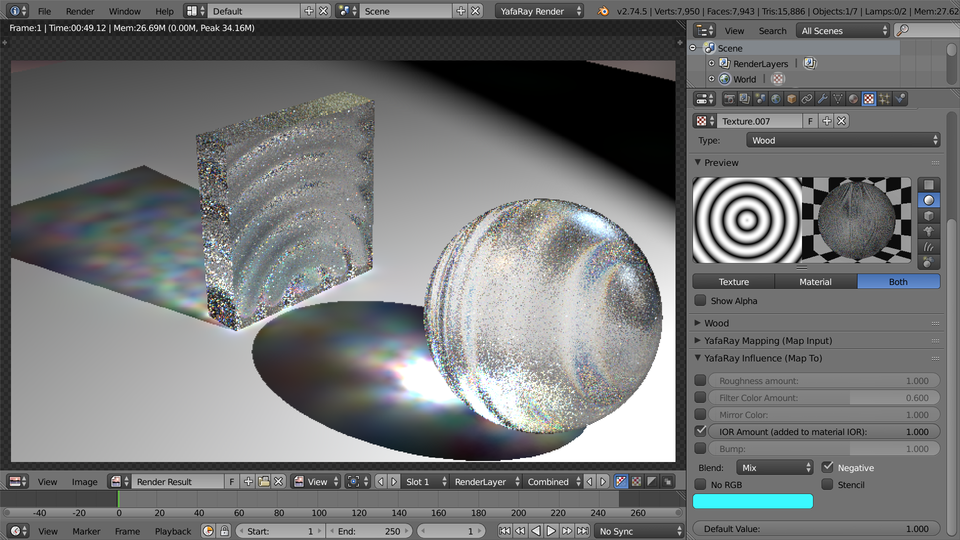 File Render Window Help Default F Scene YafaRay Render v2.74.5 | Verts:7,950 | Faces:7,943 | Tris:15,886 | Objects:1/7 | Lamps:0/2 | Mem:27.62
Frame:1 | Time:00:49.12 | Mem:26.69M (0.00M, Peak 34.16M)
View Search All Scenes
Scene
RenderLayers |
World |
Texture.007 F
Type: Wood
Preview
Texture Material Both
Show Alpha
Wood
YafaRay Mapping (Map Input)
YafaRay Influence (Map To)
Roughness amount: 1.000
Filter Color Amount: 0.600
Mirror Color: 1.000
IOR Amount (added to material IOR): 1.000
Bump: 1.000
Blend: Mix Negative
No RGB Stencil
Default Value: 1.000
View Image Render Result F View Slot 1 RenderLayer Combined
-40 -20 0 20 40 60 80 100 120 140 160 180 200 220 240 260
View Marker Frame Playback Start: 1 End: 250 1 No Sync